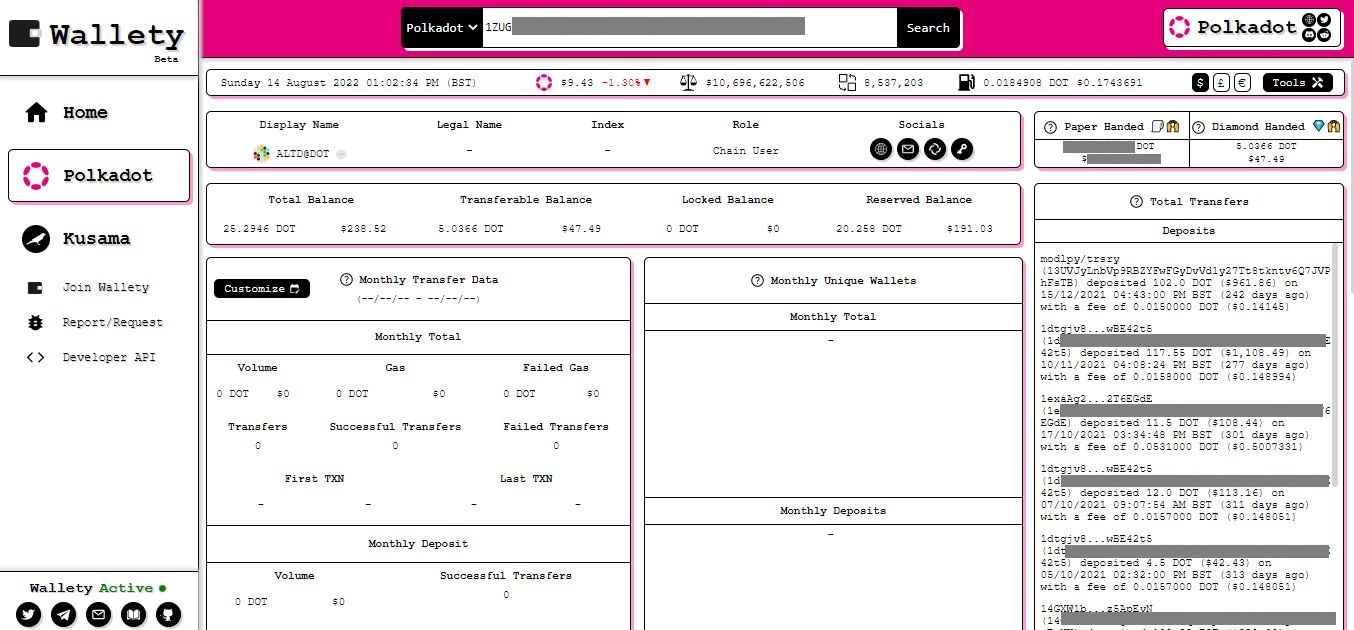 Wallety
Beta
Home
Polkadot
Kusama
Join Wallety
Report/Request
Developer API
Wallety Active
Polkadot
1ZUG
Search
Polkadot
Sunday 14 August 2022 01:02:34 PM (BST)
$9.43 -1.30%▼
$10,696,622,506
8,537,203
0.0184908 DOT $0.1743691
$ £ €
Tools
Display Name
Legal Name
Index
Role
Socials
ALTD@DOT
-
-
Chain User
Paper Handed
Diamond Handed
DOT
$
5.0366 DOT
$47.49
Total Balance
Transferable Balance
Locked Balance
Reserved Balance
25.2946 DOT
$238.52
5.0366 DOT
$47.49
0 DOT
$0
20.258 DOT
$191.03
Customize
Monthly Transfer Data
(--/--/-- - --/--/--)
Monthly Total
Volume
Gas
Failed Gas
0 DOT
$0
0 DOT
$0
0 DOT
$0
Transfers
Successful Transfers
Failed Transfers
0
0
0
First TXN
Last TXN
-
-
-
-
Monthly Deposit
Volume
Successful Transfers
0 DOT
$0
0
Monthly Unique Wallets
Monthly Total
-
Monthly Deposits
-
Total Transfers
Deposits
modlpy/trsry
(13UVJyLnbVp9RBZYFwFGyDvVd1y27Tt8tkntv6Q7JVP
hFsTB) deposited 102.0 DOT ($961.86) on
15/12/2021 04:43:00 PM BST (242 days ago)
with a fee of 0.0150000 DOT ($0.14145)
1dtgjv8...wBE42t5
(1d E
42t5) deposited 117.55 DOT ($1,108.49) on
10/11/2021 04:08:24 PM BST (277 days ago)
with a fee of 0.0158000 DOT ($0.148994)
1exaAg2...2T6EGdE
(1e 6
EGdE) deposited 11.5 DOT ($108.44) on
17/10/2021 03:34:48 PM BST (301 days ago)
with a fee of 0.0531000 DOT ($0.5007331)
1dtgjv8...wBE42t5
(1d
42t5) deposited 12.0 DOT ($113.16) on
07/10/2021 09:07:54 AM BST (311 days ago)
with a fee of 0.0157000 DOT ($0.148051)
1dtgjv8...wBE42t5
(1dt
42t5) deposited 4.5 DOT ($42.43) on
05/10/2021 02:32:00 PM BST (313 days ago)
with a fee of 0.0157000 DOT ($0.148051)
14GXW1b...z5ApEvN
(14